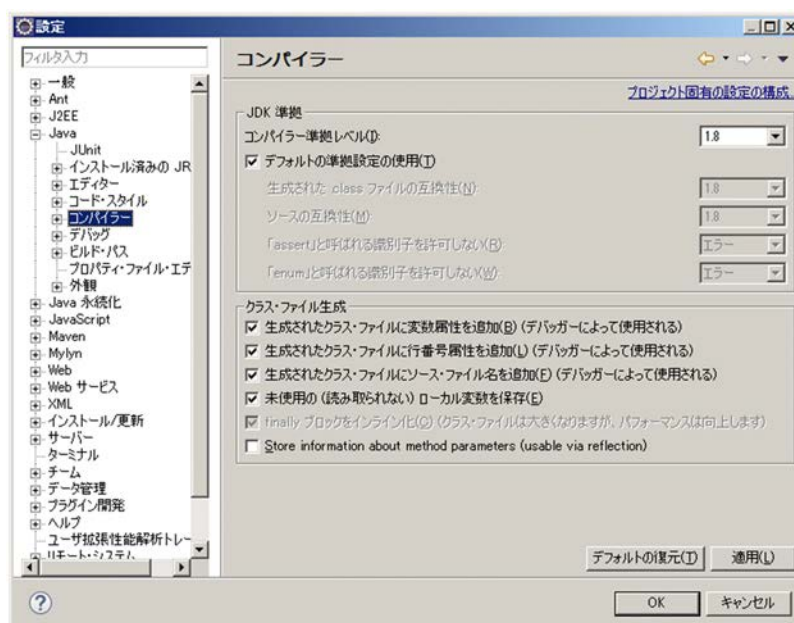 設定
フィルタ入力
一般
Ant
J2EE
Java
JUnit
インストール済みの JR
エディター
コード・スタイル
コンパイラー
デバッグ
ビルド・パス
プロパティ・ファイル・エデ
外観
Java 永続化
JavaScript
Maven
Mylyn
Web
Web サービス
XML
インストール/更新
サーバー
ターミナル
チーム
データ管理
プラグイン開発
ヘルプ
ユーザ拡張性能解析トレー
リモート・システム
コンパイラー
プロジェクト固有の設定の構成...
JDK 準拠
コンパイラー準拠レベル(I): 1.8
デフォルトの準拠設定の使用(T)
生成された .class ファイルの互換性(N): 1.8
ソースの互換性(M): 1.8
「assert」と呼ばれる識別子を許可しない(R): エラー
「enum」と呼ばれる識別子を許可しない(W): エラー
クラス・ファイル生成
生成されたクラス・ファイルに変数属性を追加(B) (デバッガーによって使用される)
生成されたクラス・ファイルに行番号属性を追加(L) (デバッガーによって使用される)
生成されたクラス・ファイルにソース・ファイル名を追加(F) (デバッガーによって使用される)
未使用の (読み取られない) ローカル変数を保存(E)
finally ブロックをインライン化(O) (クラス・ファイルは大きくなりますが、パフォーマンスは向上します)
Store information about method parameters (usable via reflection)
デフォルトの復元(T) 適用(L)
? OK キャンセル